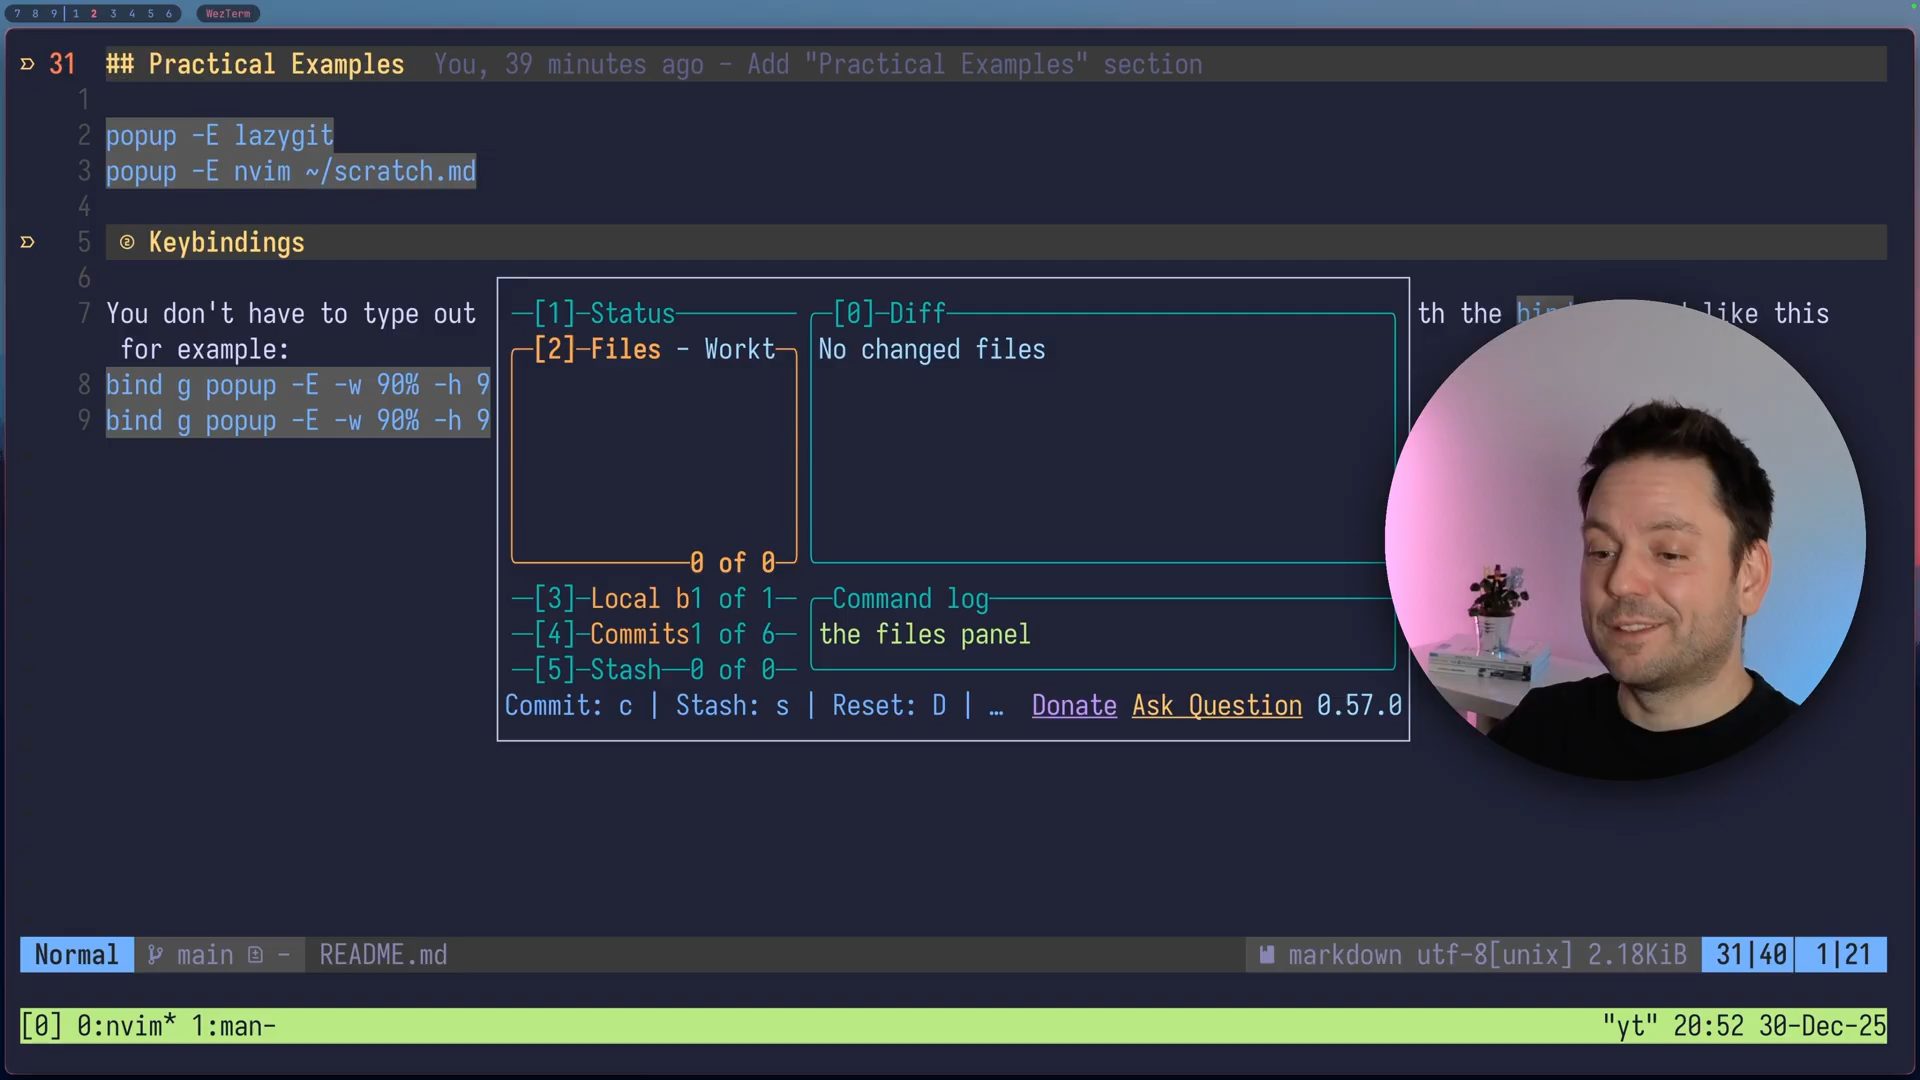 7 8 9 | 1 2 3 4 5 6 WezTerm
31 ## Practical Examples You, 39 minutes ago - Add "Practical Examples" section
1
2 popup -E lazygit
3 popup -E nvim ~/scratch.md
4
5 ② Keybindings
6
7 You don't have to type out th the like this
for example:
8 bind g popup -E -w 90% -h 9
9 bind g popup -E -w 90% -h 9
[1]-Status
[0]-Diff
[2]-Files - Workt
No changed files
0 of 0
[3]-Local b1 of 1
Command log
[4]-Commits1 of 6
the files panel
[5]-Stash-0 of 0
Commit: c | Stash: s | Reset: D | … Donate Ask Question 0.57.0
Normal main - README.md markdown utf-8[unix] 2.18KiB 31|40 1|21
[0] 0:nvim* 1:man- "yt" 20:52 30-Dec-25